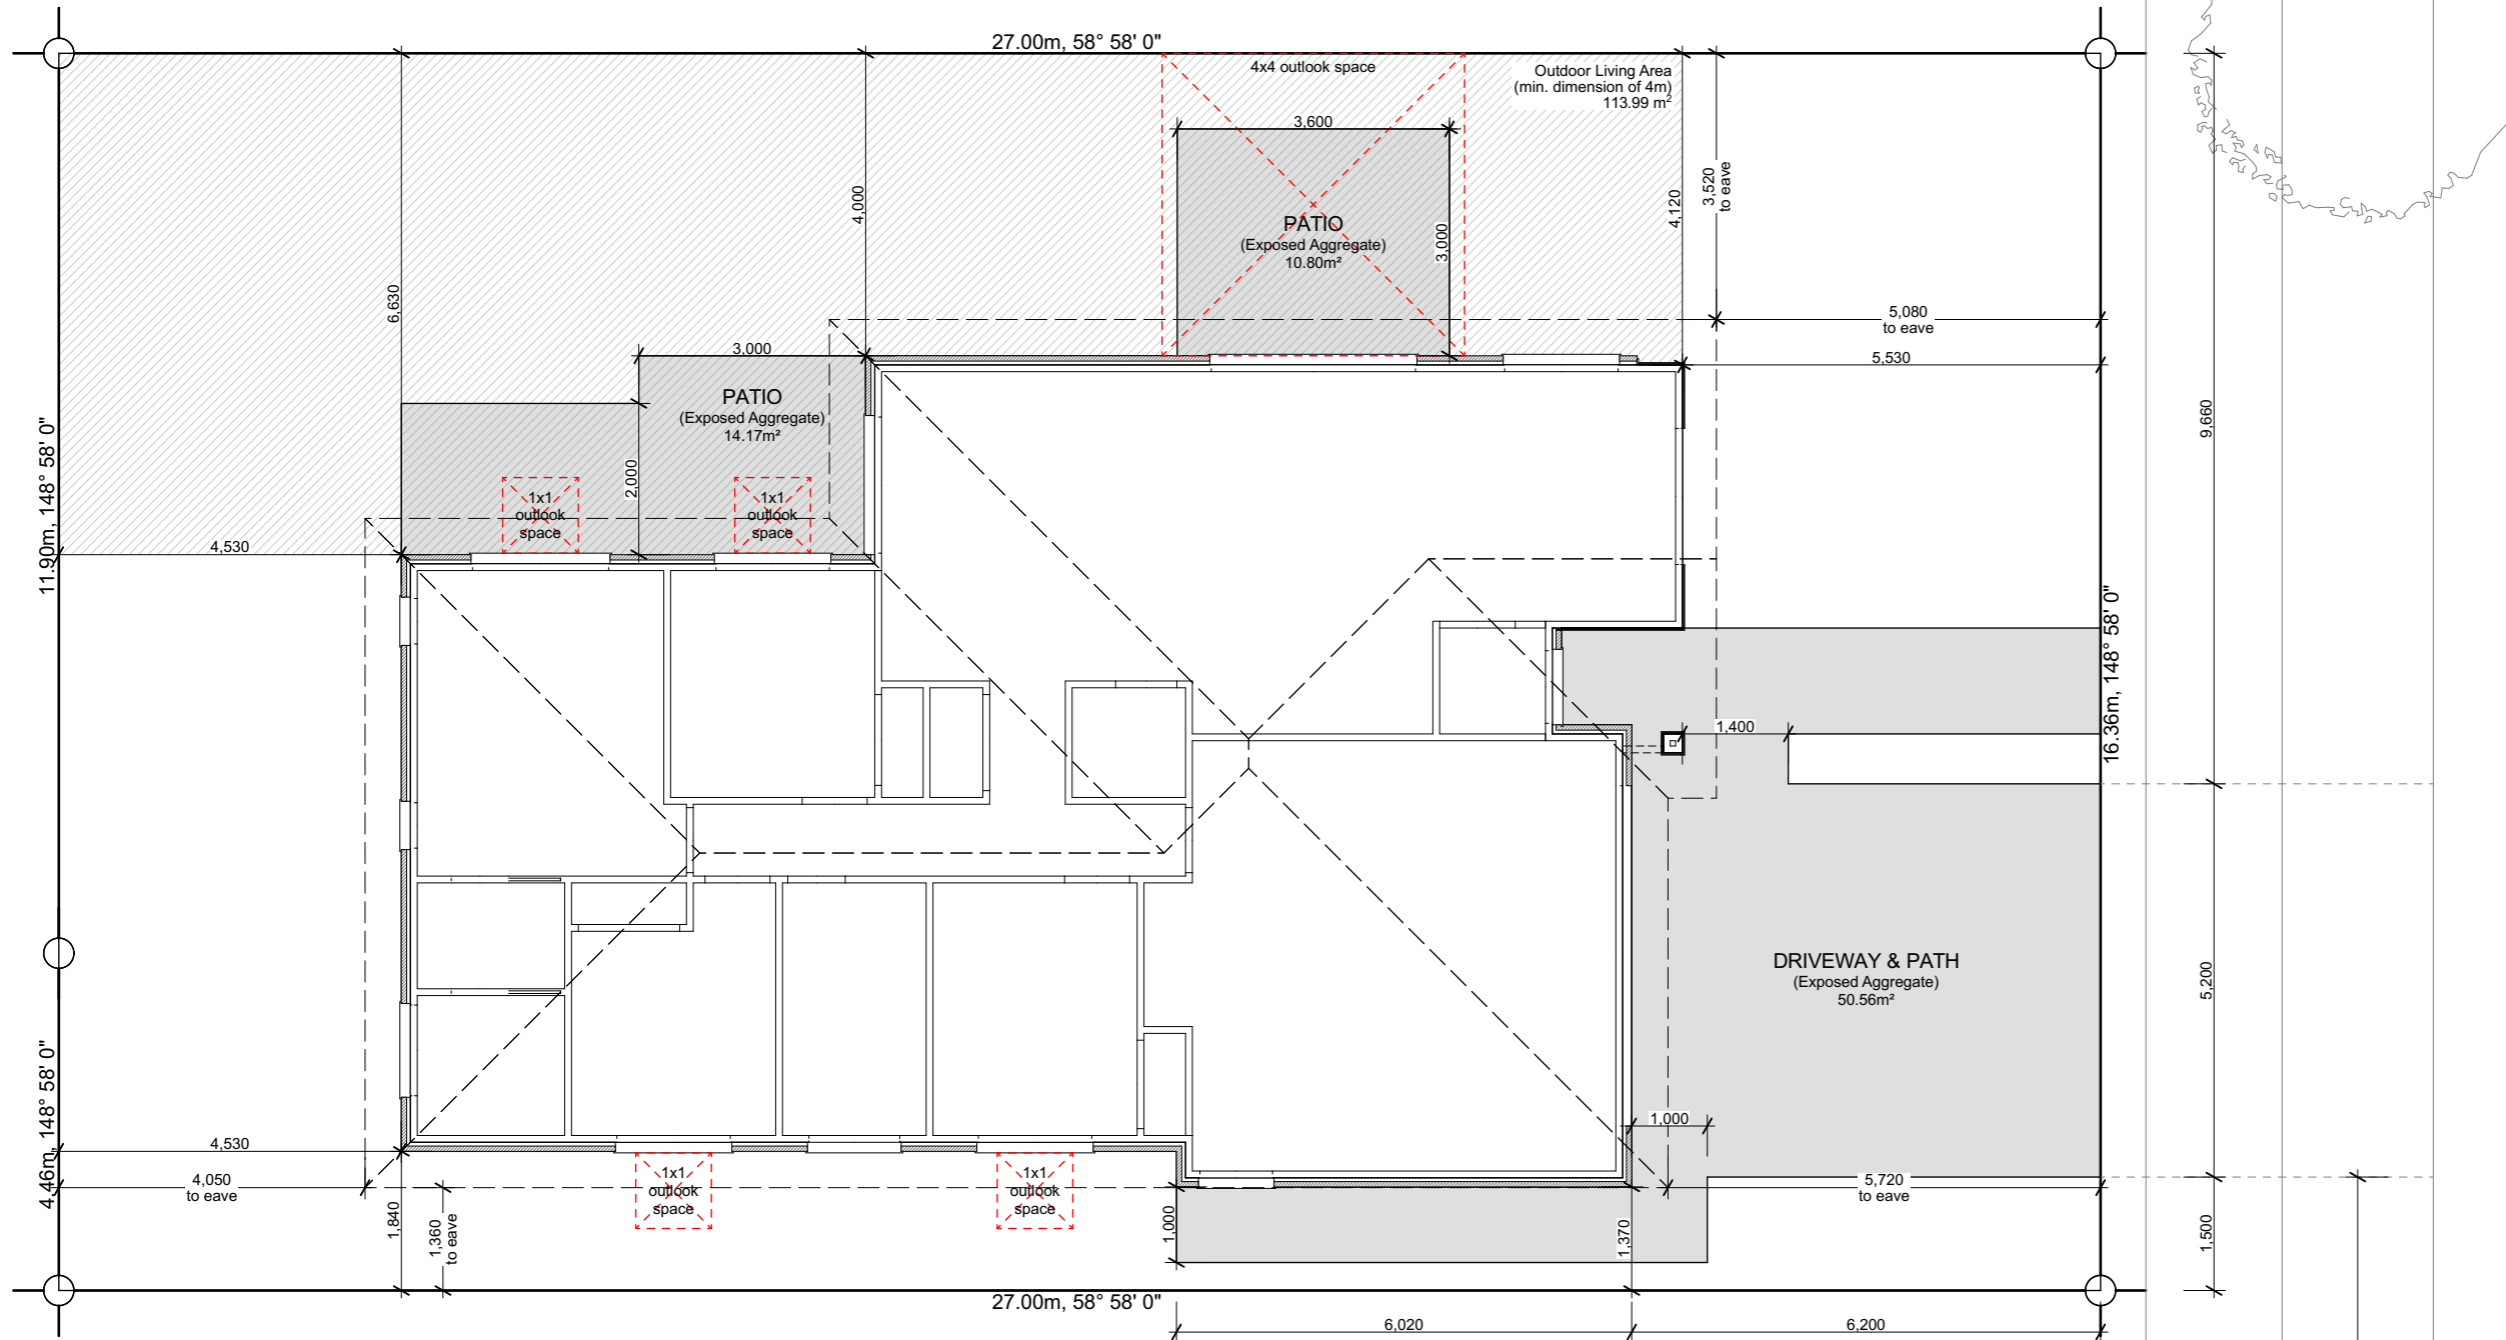 27.00m, 58° 58' 0"
4x4 outlook space
Outdoor Living Area
(min. dimension of 4m)
113.99 m²
3,600
4,000
4,120
3,520
to eave
PATIO
(Exposed Aggregate)
10.80m²
3,000
6,630
5,080
to eave
3,000
5,530
PATIO
(Exposed Aggregate)
14.17m²
9,660
2,000
11.90m, 148° 58' 0"
1x1
outlook
space
1x1
outlook
space
4,530
16.36m, 148° 58' 0"
1,400
DRIVEWAY & PATH
(Exposed Aggregate)
50.56m²
5,200
4.46m, 148° 58' 0"
4,530
1,000
4,050
to eave
1x1
outlook
space
1x1
outlook
space
5,720
to eave
1,840
1,360
to eave
1,000
1,370
1,500
27.00m, 58° 58' 0"
6,020
6,200